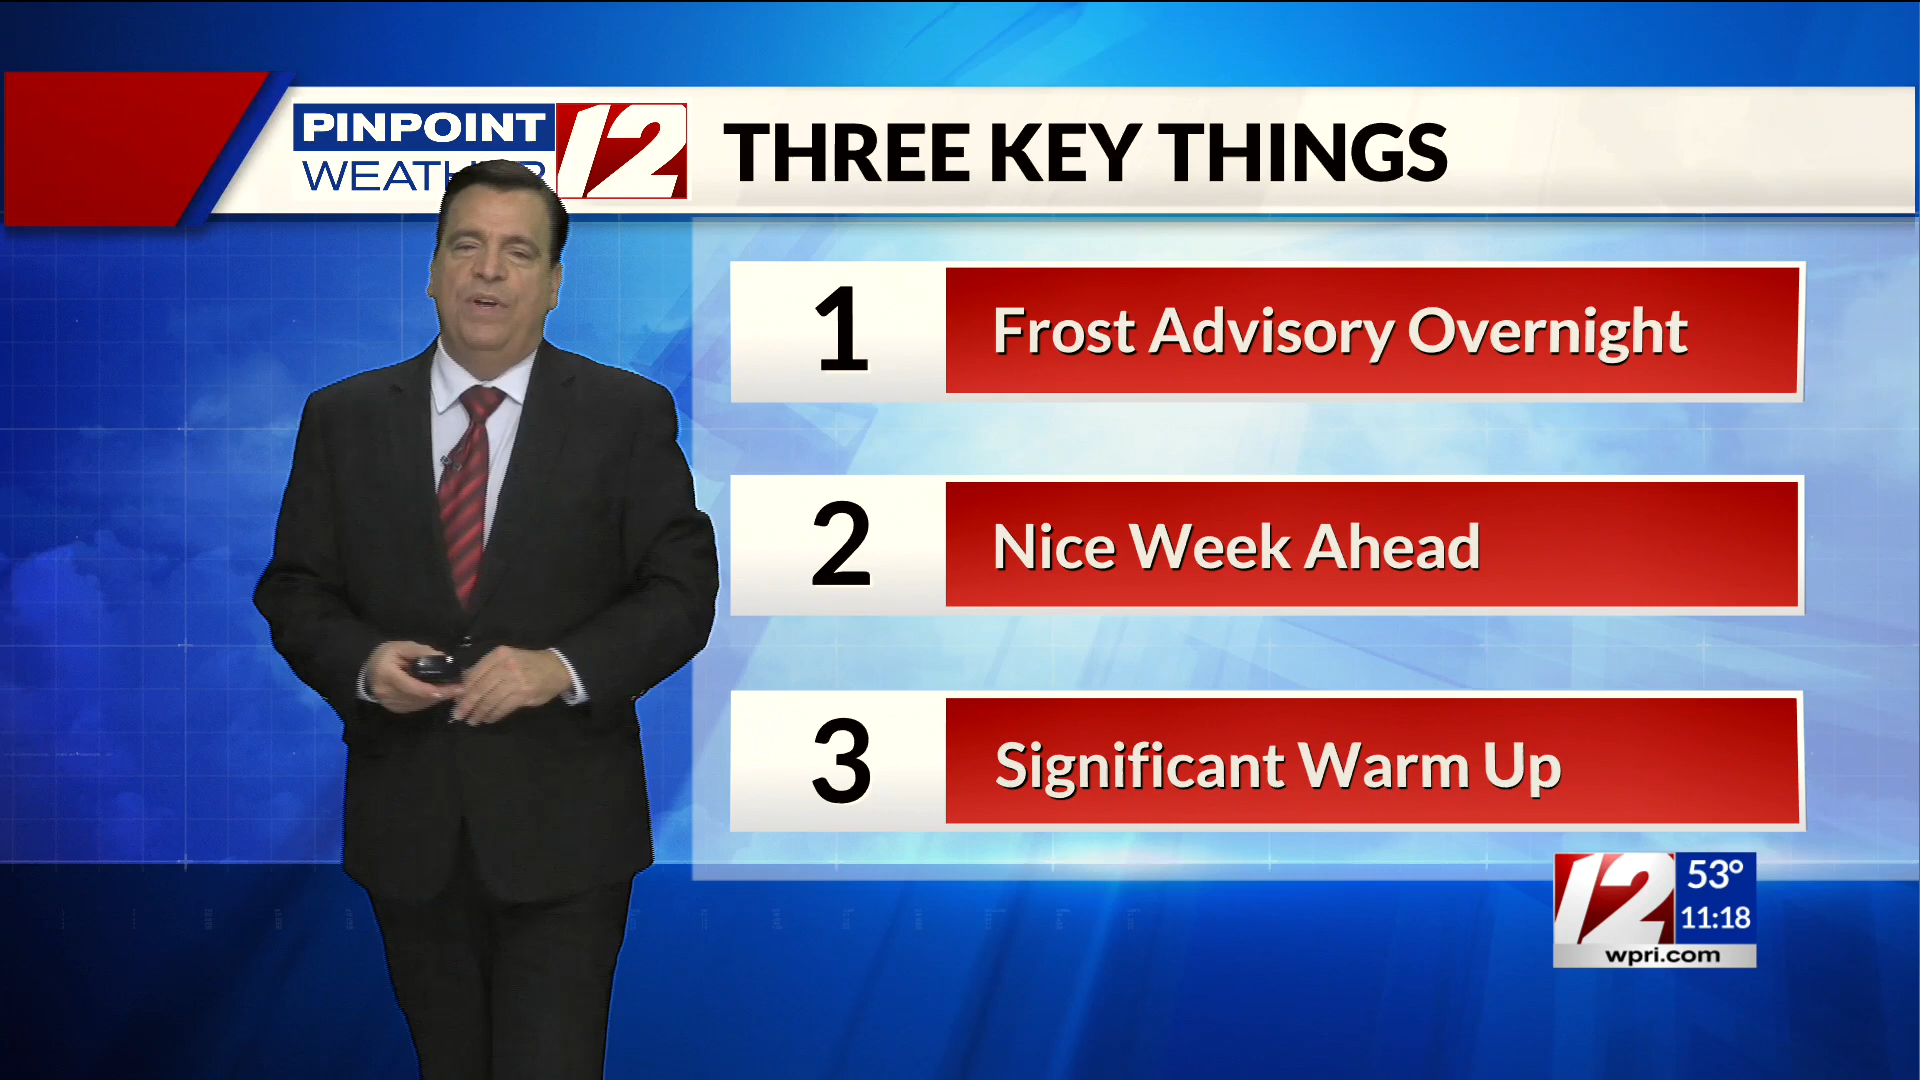 PINPOINT
WEATHER
12
THREE KEY THINGS
1
Frost Advisory Overnight
2
Nice Week Ahead
3
Significant Warm Up
12
53°
11:18
wpri.com